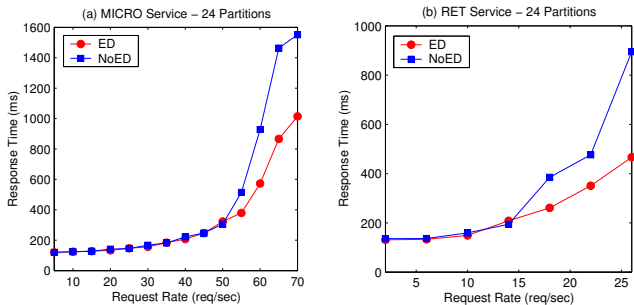 (a) MICRO Service – 24 Partitions
1600
1400
1200
1000
800
600
400
200
0
Response Time (ms)
ED
NoED
10 20 30 40 50 60 70
Request Rate (req/sec)
(b) RET Service – 24 Partitions
1000
800
600
400
200
0
Response Time (ms)
ED
NoED
5 10 15 20 25
Request Rate (req/sec)